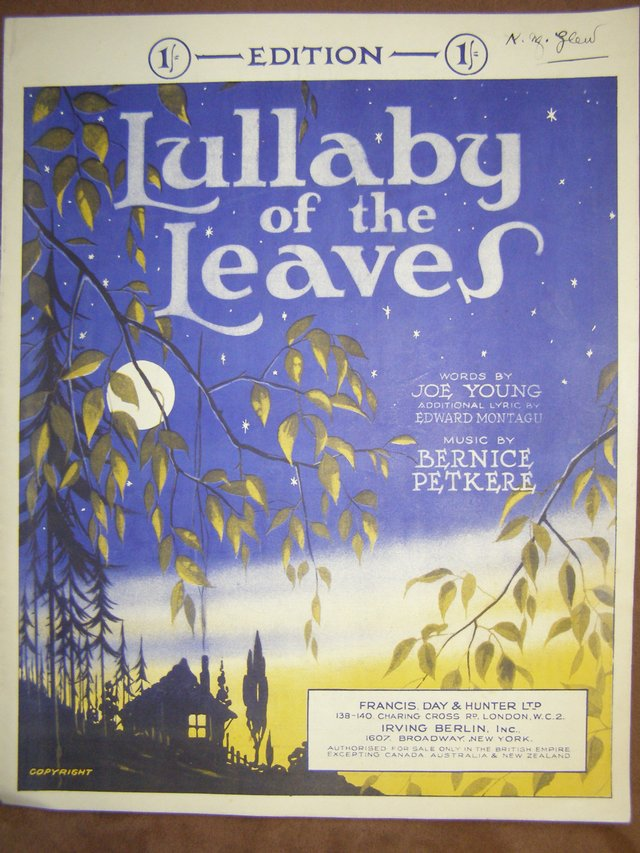 1/- EDITION 1/-
Lullaby
of the
Leaves
WORDS BY
JOE YOUNG
ADDITIONAL LYRIC BY
EDWARD MONTAGU
MUSIC BY
BERNICE
PETKERE
FRANCIS, DAY & HUNTER LTD
138-140, CHARING CROSS RD, LONDON, W.C.2.
IRVING BERLIN, INC.,
1607, BROADWAY, NEW YORK.
AUTHORISED FOR SALE ONLY IN THE BRITISH EMPIRE
EXCEPTING CANADA, AUSTRALIA & NEW ZEALAND
COPYRIGHT